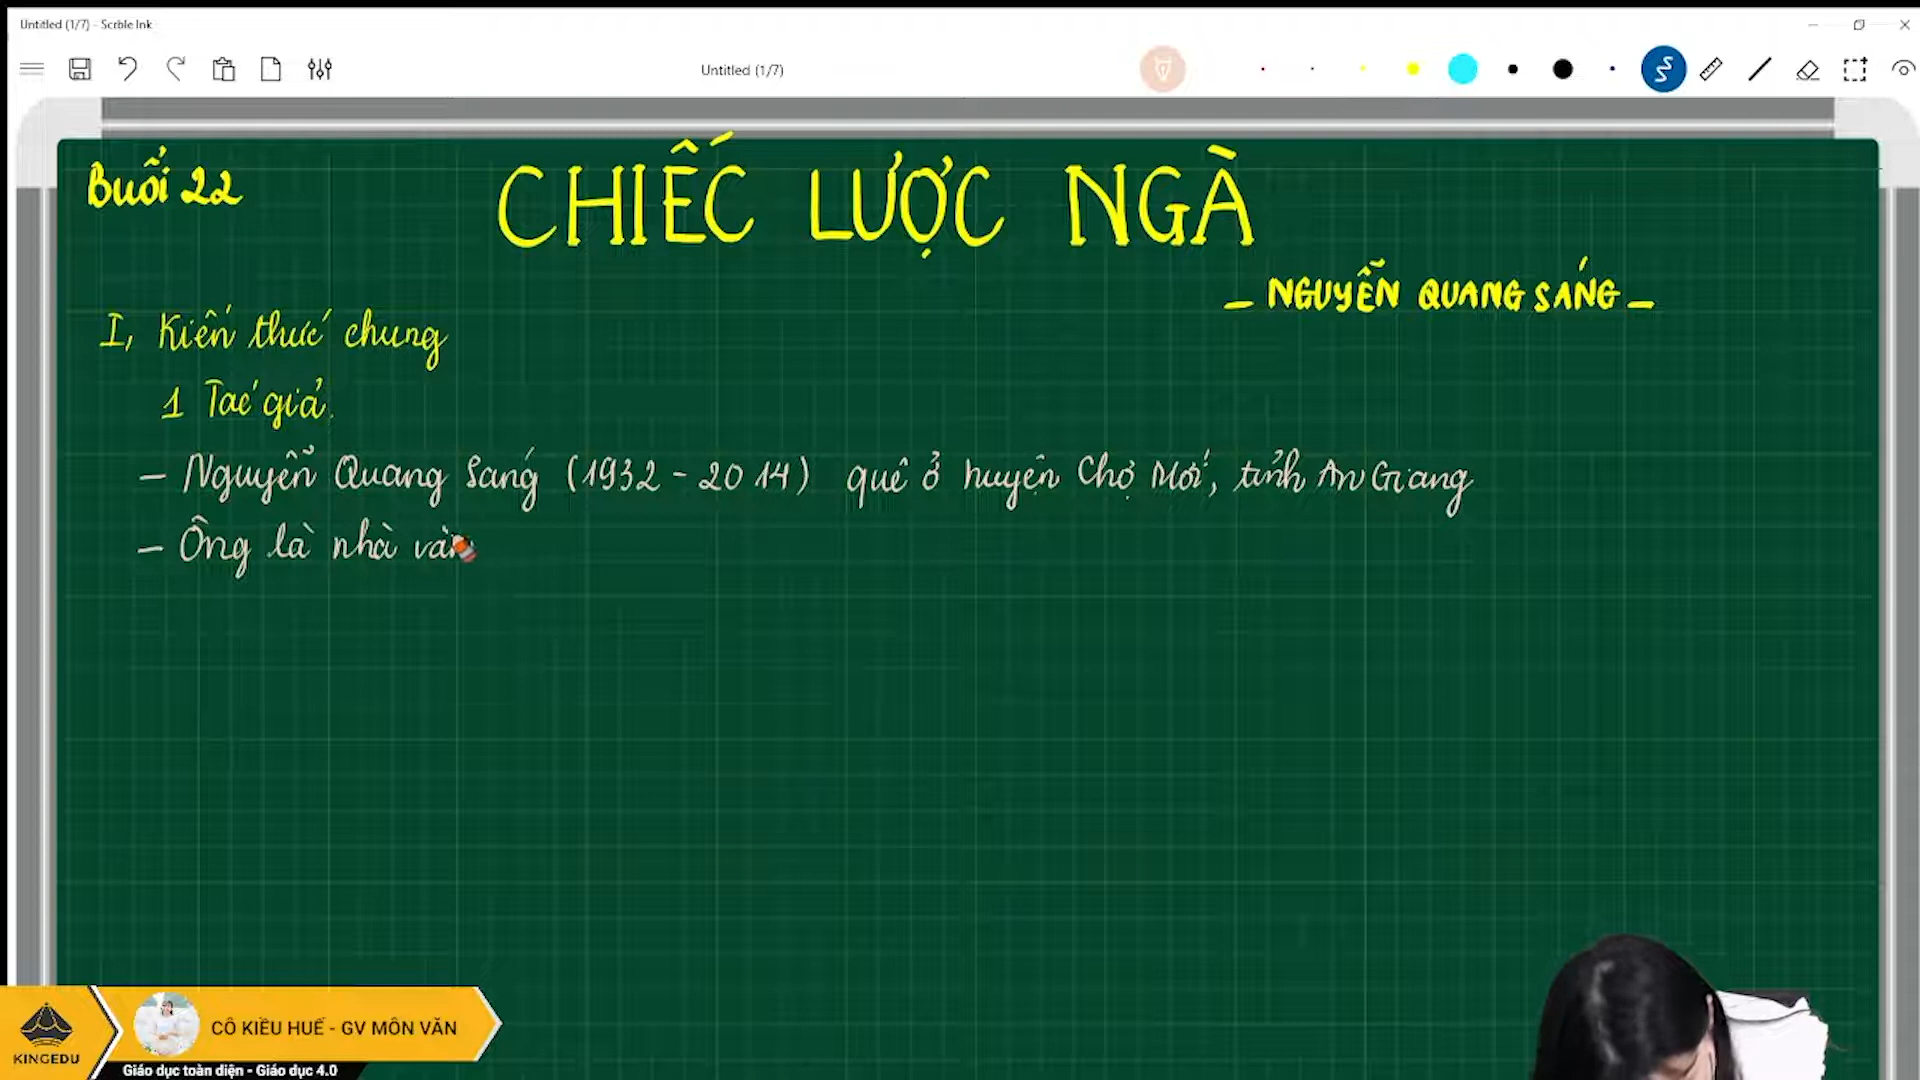 Untitled (1/7) - Scrble Ink
Untitled (1/7)
Buổi 22
CHIẾC LƯỢC NGÀ
- NGUYỄN QUANG SÁNG -
I, Kiến thức chung
1 Tác giả.
- Nguyễn Quang Sáng (1932 - 2014) quê ở huyện Chợ Mới, tỉnh An Giang
- Ông là nhà văn
KINGEDU
CÔ KIỀU HUẾ - GV MÔN VĂN
Giáo dục toàn diện - Giáo dục 4.0